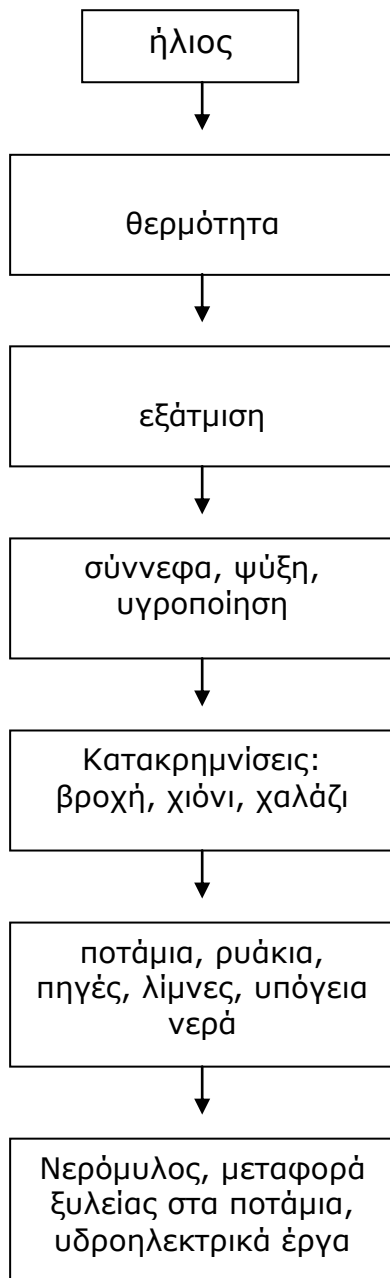 ήλιος
θερμότητα
εξάτμιση
σύννεφα, ψύξη,
υγροποίηση
Κατακρημνίσεις:
βροχή, χιόνι, χαλάζι
ποτάμια, ρυάκια,
πηγές, λίμνες, υπόγεια
νερά
Νερόμυλος, μεταφορά
ξυλείας στα ποτάμια,
υδροηλεκτρικά έργα